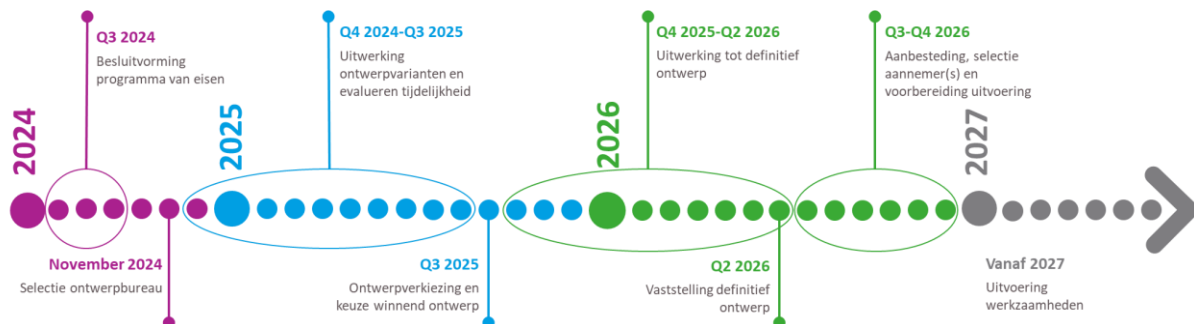 Q3 2024
Besluitvorming
programma van eisen
Q4 2024-Q3 2025
Uitwerking
ontwerpvarianten en
evalueren tijdelijkheid
Q4 2025-Q2 2026
Uitwerking tot definitief
ontwerp
Q3-Q4 2026
Aanbesteding, selectie
aannemer(s) en
voorbereiding uitvoering
2024
2025
2026
2027
November 2024
Selectie ontwerpbureau
Q3 2025
Ontwerpverkiezing en
keuze winnend ontwerp
Q2 2026
Vaststelling definitief
ontwerp
Vanaf 2027
Uitvoering
werkzaamheden